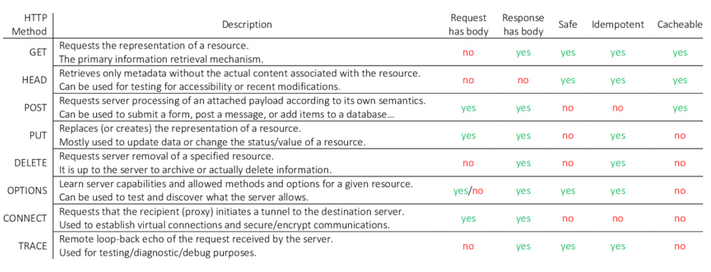 HTTP Method Description Request has body Response has body Safe Idempotent Cacheable
GET Requests the representation of a resource. no yes yes yes yes
The primary information retrieval mechanism.
HEAD Retrieves only metadata without the actual content associated with the resource. no no yes yes yes
Can be used for testing for accessibility or recent modifications.
POST Requests server processing of an attached payload according to its own semantics. yes yes no no yes
Can be used to submit a form, post a message, or add items to a database...
PUT Replaces (or creates) the representation of a resource. yes yes no yes no
Mostly used to update data or change the status/value of a resource.
DELETE Requests server removal of a specified resource. no yes no yes no
It is up to the server to archive or actually delete information.
OPTIONS Learn server capabilities and allowed methods and options for a given resource. yes/no yes yes yes no
Can be used to test and discover what the server allows.
CONNECT Requests that the recipient (proxy) initiates a tunnel to the destination server. yes yes no no no
Used to establish virtual connections and secure/encrypt communications.
TRACE Remote loop-back echo of the request received by the server. no yes yes yes no
Used for testing/diagnostic/debug purposes.